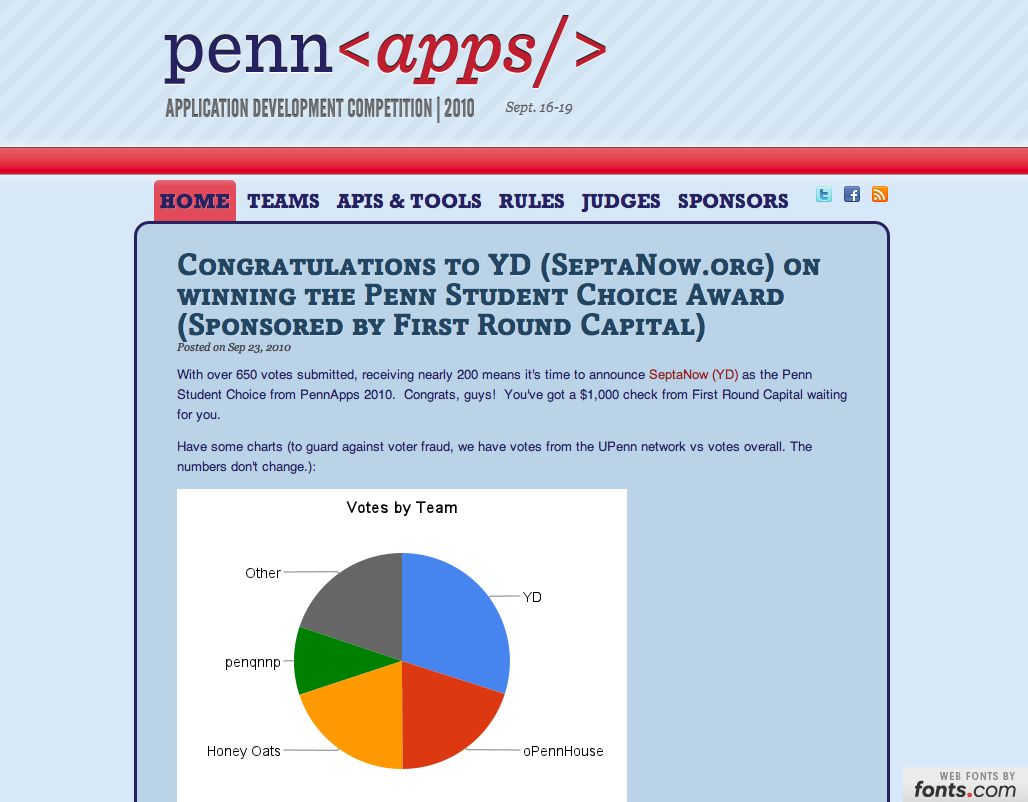 penn<apps/>
APPLICATION DEVELOPMENT COMPETITION | 2010 Sept. 16-19
HOME TEAMS APIS & TOOLS RULES JUDGES SPONSORS
Congratulations to YD (SeptaNow.org) on
winning the Penn Student Choice Award
(Sponsored by First Round Capital)
Posted on Sep 23, 2010
With over 650 votes submitted, receiving nearly 200 means it's time to announce SeptaNow (YD) as the Penn
Student Choice from PennApps 2010.  Congrats, guys!  You've got a $1,000 check from First Round Capital waiting
for you.
Have some charts (to guard against voter fraud, we have votes from the UPenn network vs votes overall. The
numbers don't change.):
Votes by Team
Other
YD
penqnnp
Honey Oats
oPennHouse
WEB FONTS BY
fonts.com